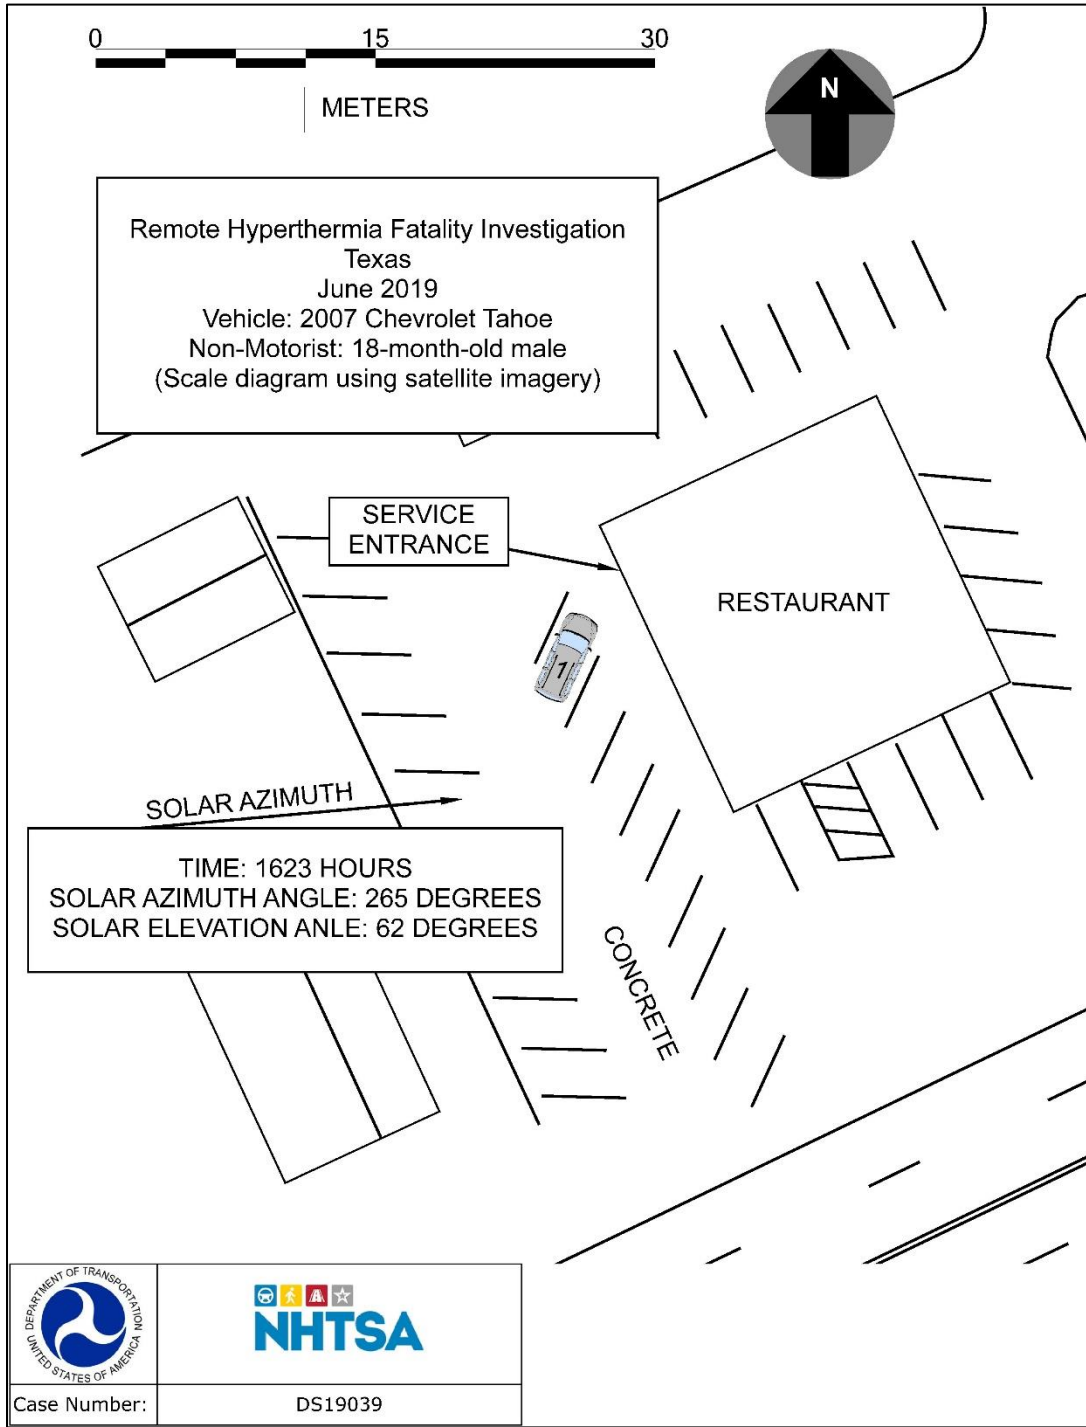 0 15 30
METERS
N
Remote Hyperthermia Fatality Investigation
Texas
June 2019
Vehicle: 2007 Chevrolet Tahoe
Non-Motorist: 18-month-old male
(Scale diagram using satellite imagery)
SERVICE
ENTRANCE
RESTAURANT
1
SOLAR AZIMUTH
TIME: 1623 HOURS
SOLAR AZIMUTH ANGLE: 265 DEGREES
SOLAR ELEVATION ANLE: 62 DEGREES
CONCRETE
DEPARTMENT OF TRANSPORTATION
UNITED STATES OF AMERICA
NHTSA
Case Number: DS19039